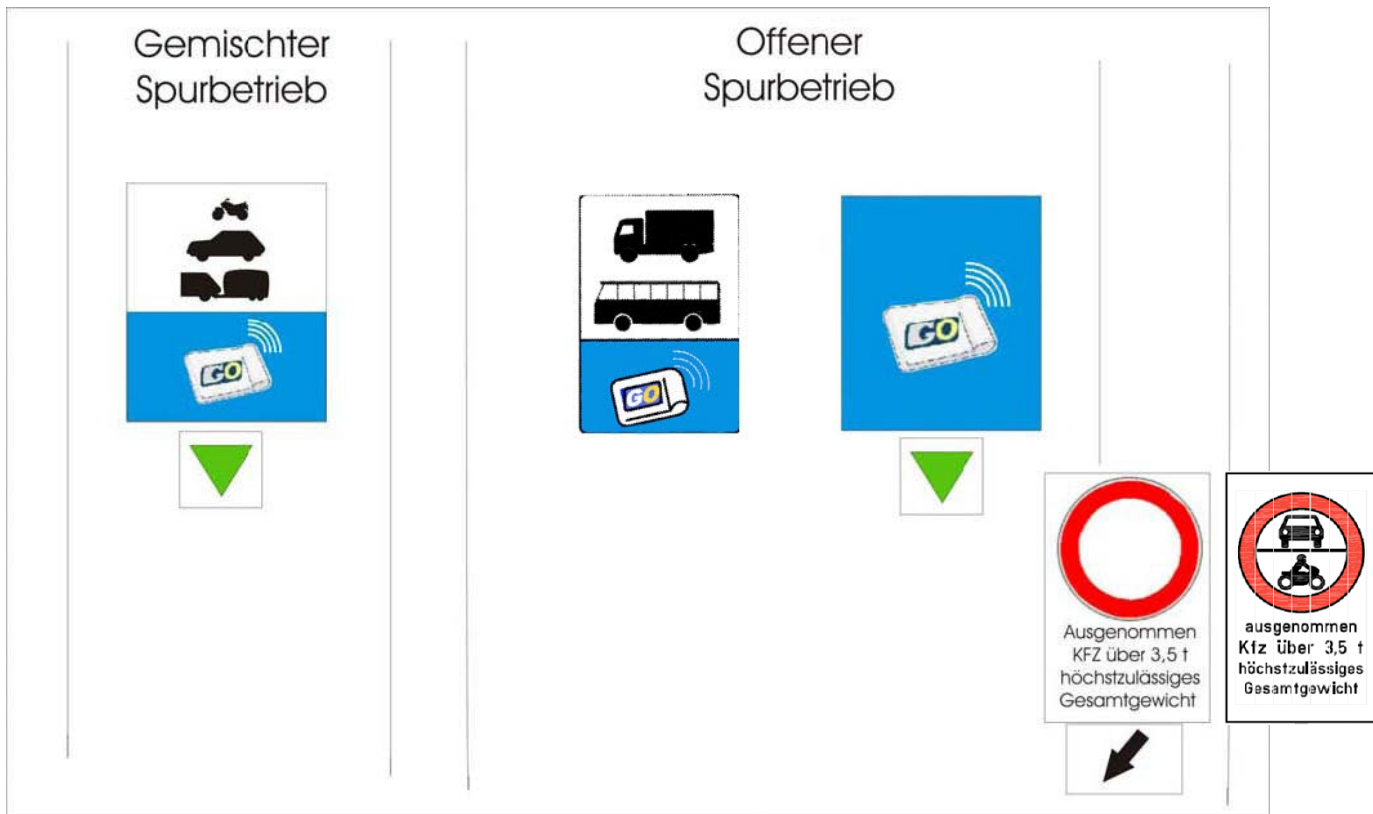 Gemischter
Spurbetrieb
Offener
Spurbetrieb
GO
GO
GO
Ausgenommen
KFZ über 3,5 t
höchstzulässiges
Gesamtgewicht
ausgenommen
Kfz über 3,5 t
höchstzulässiges
Gesamtgewicht